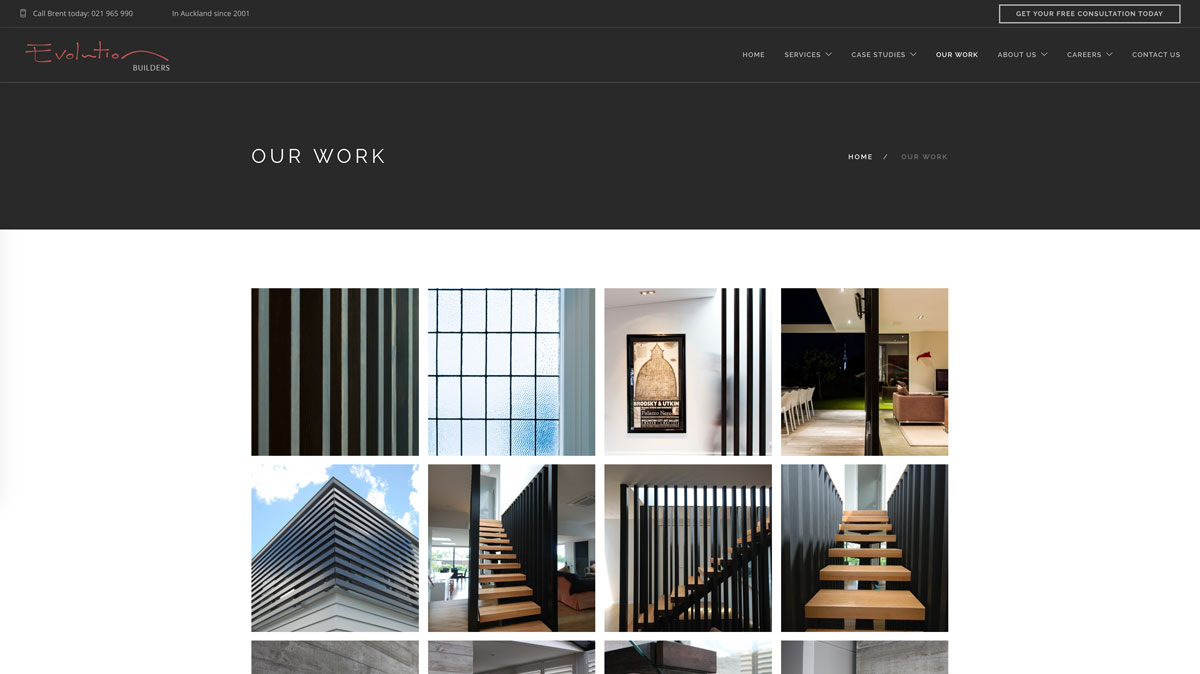 Call Brent today: 021 965 990
In Auckland since 2001
GET YOUR FREE CONSULTATION TODAY
Evolution
BUILDERS
HOME
SERVICES
CASE STUDIES
OUR WORK
ABOUT US
CAREERS
CONTACT US
OUR WORK
HOME / OUR WORK
BRODSKY & UTKIN
Palazzo Nero